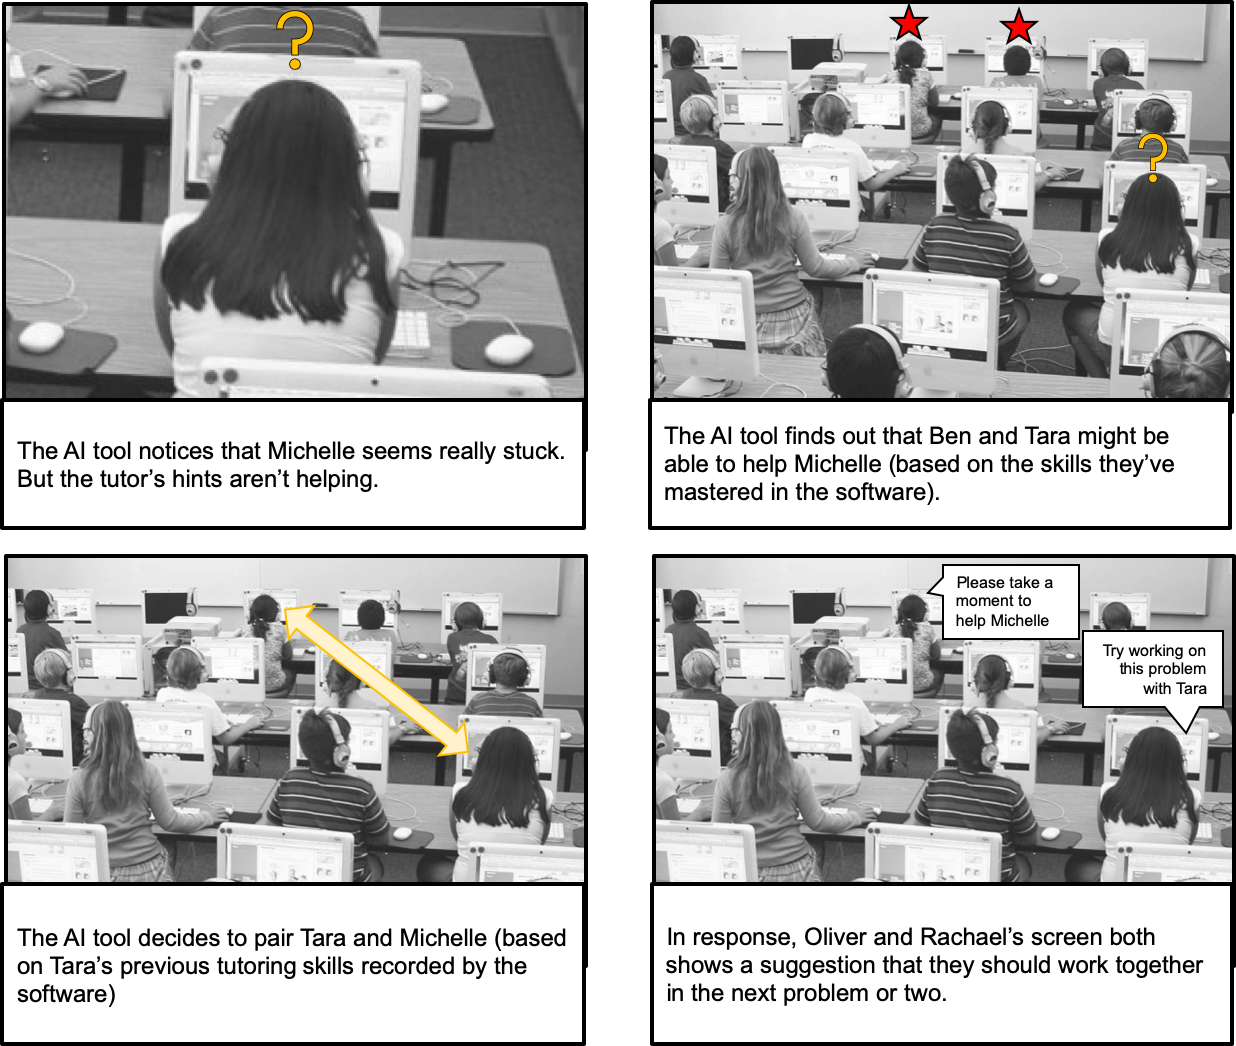 ?
The AI tool notices that Michelle seems really stuck.
But the tutor’s hints aren’t helping.
?
The AI tool finds out that Ben and Tara might be
able to help Michelle (based on the skills they’ve
mastered in the software).
The AI tool decides to pair Tara and Michelle (based
on Tara’s previous tutoring skills recorded by the
software)
Please take a
moment to
help Michelle
Try working on
this problem
with Tara
In response, Oliver and Rachael’s screen both
shows a suggestion that they should work together
in the next problem or two.